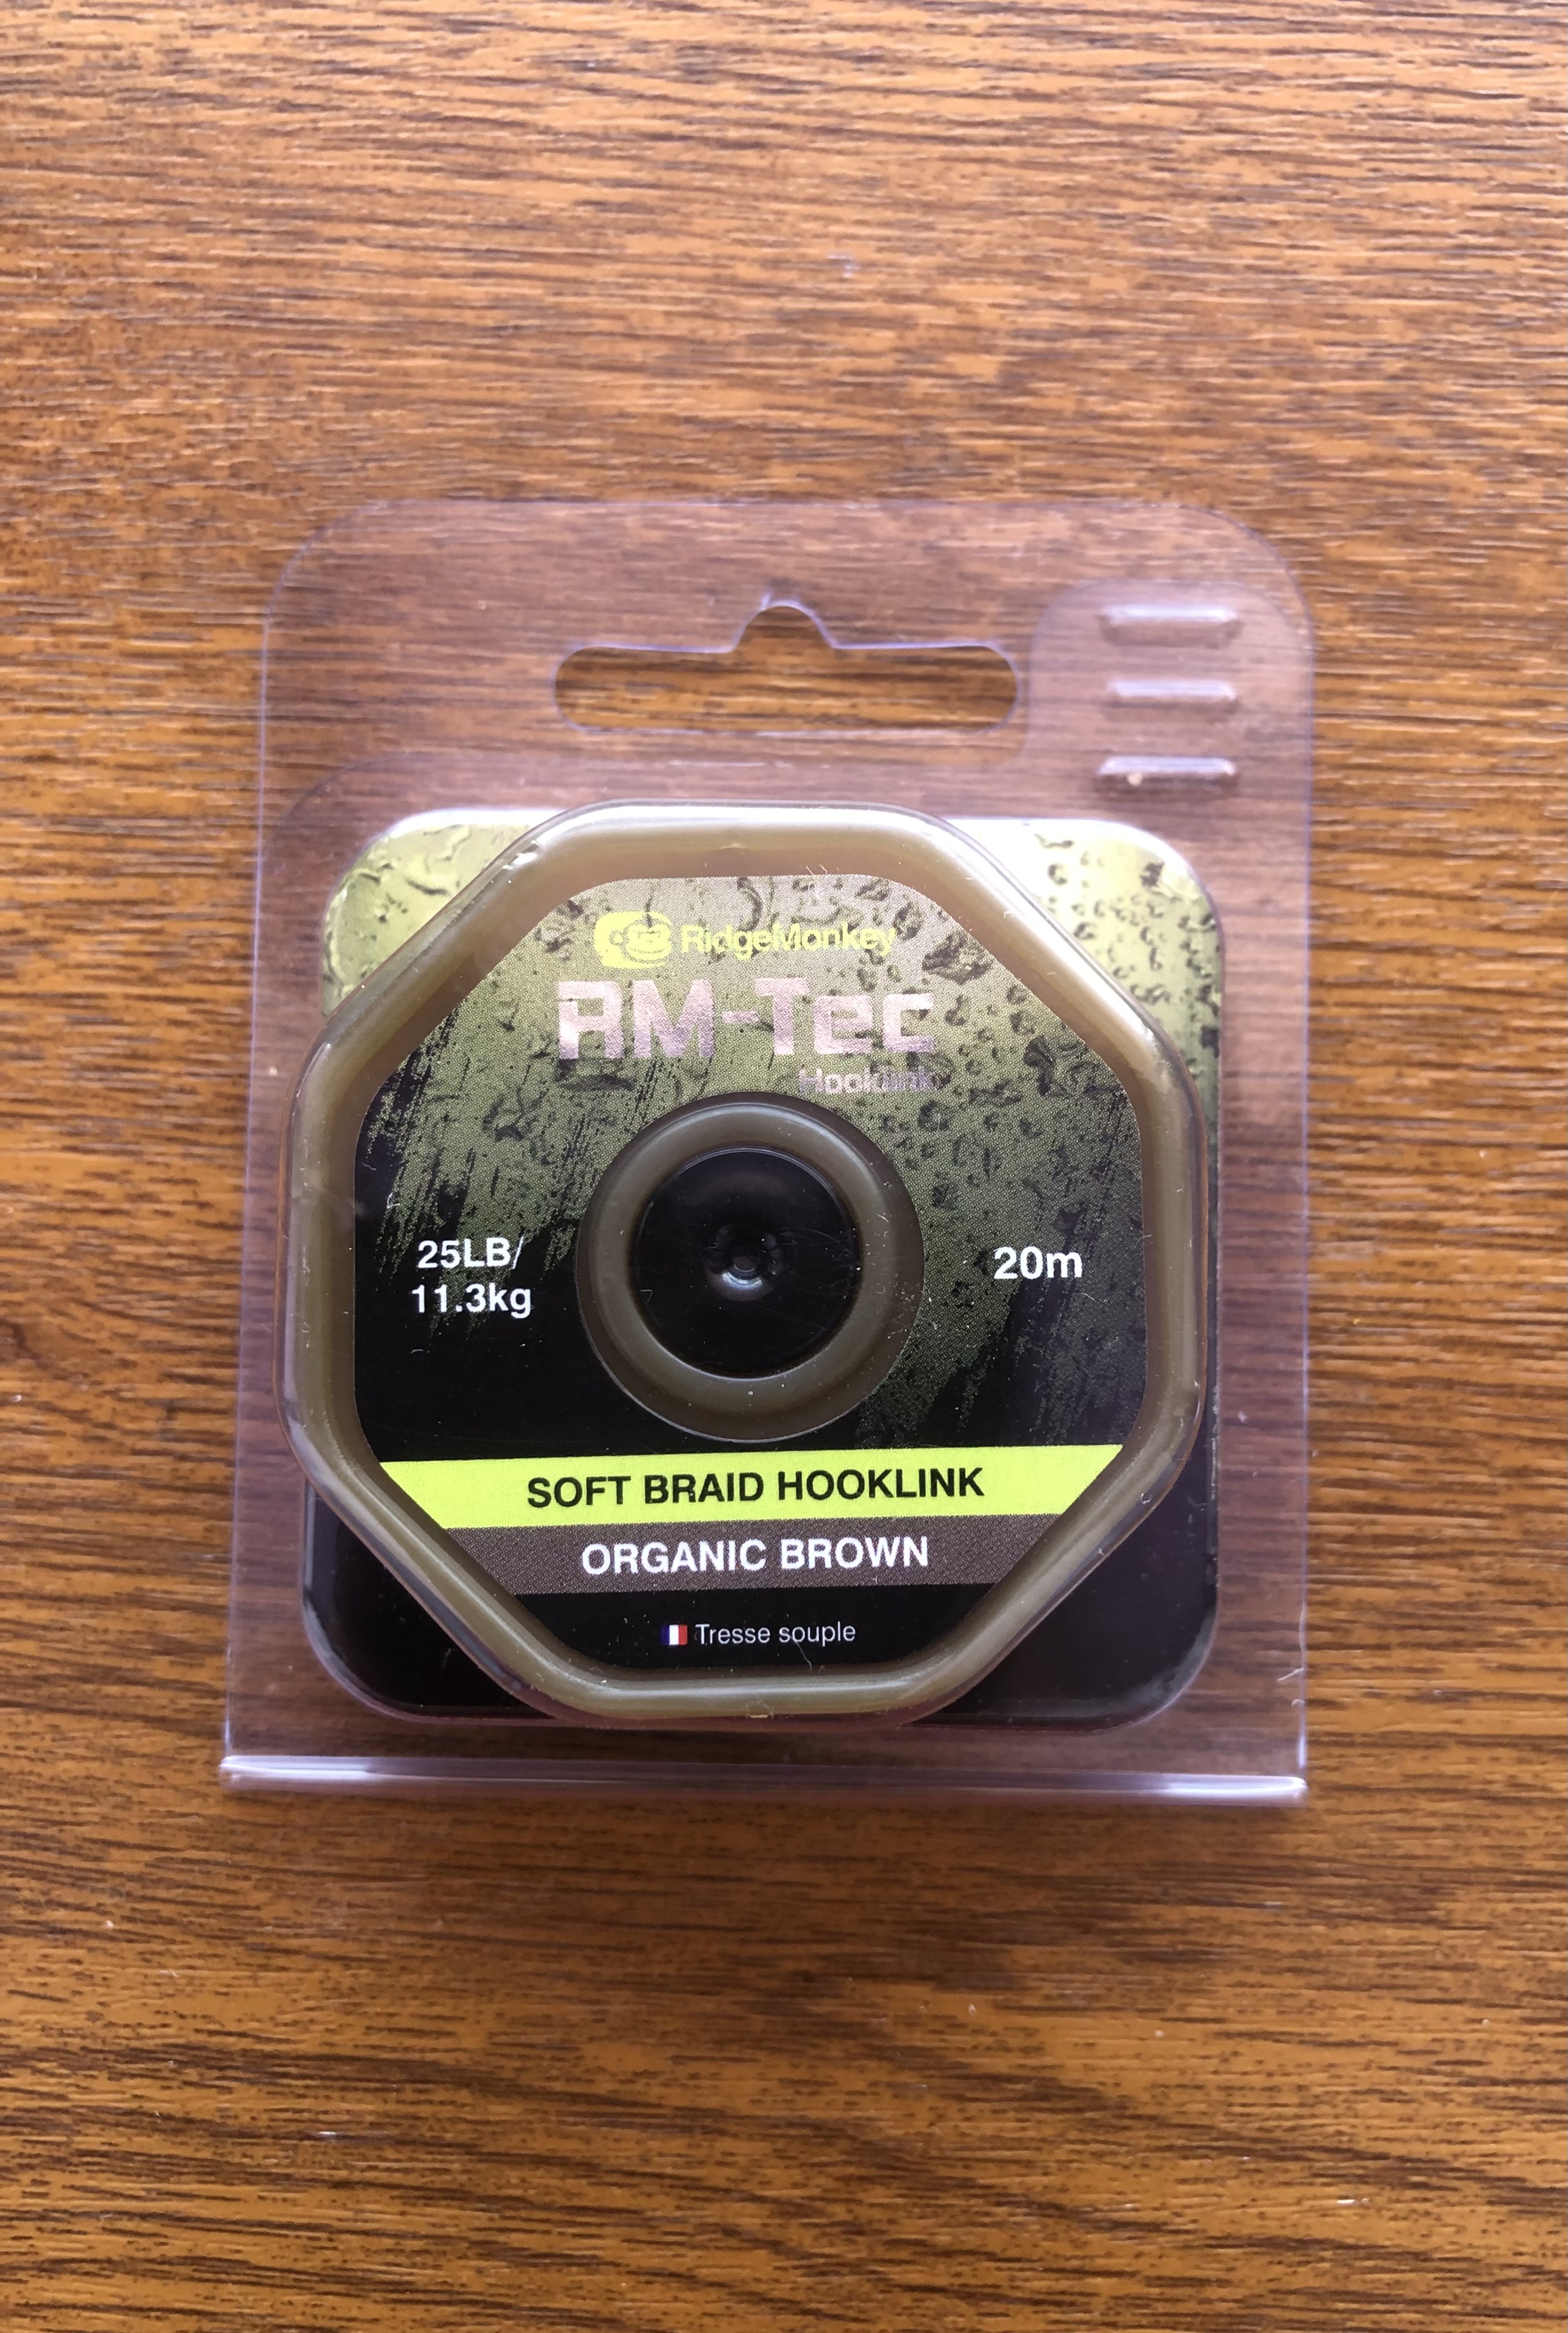 RidgeMonkey
RM-Tec
Hooklink
25LB/
11.3kg
20m
SOFT BRAID HOOKLINK
ORGANIC BROWN
Tresse souple